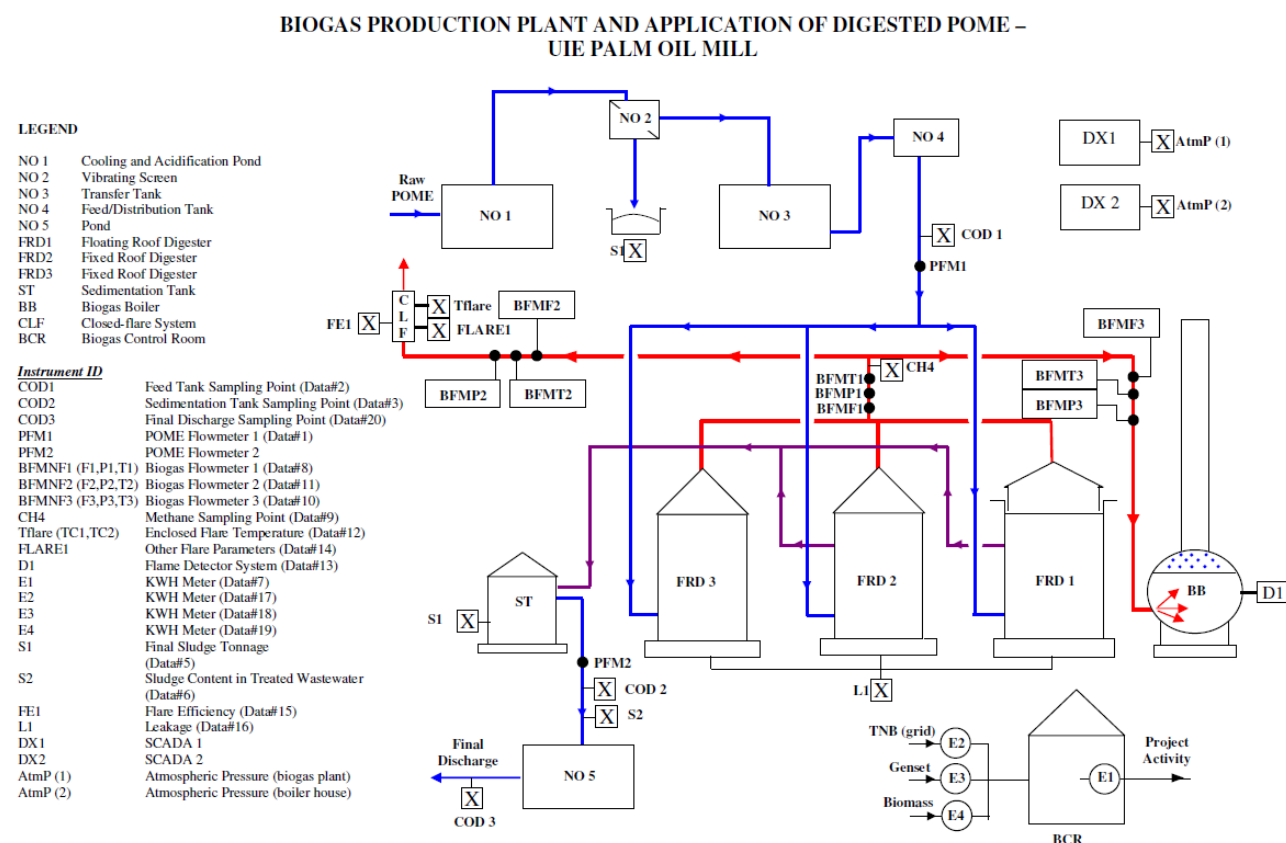 BIOGAS PRODUCTION PLANT AND APPLICATION OF DIGESTED POME –
UIE PALM OIL MILL
LEGEND
NO 1 Cooling and Acidification Pond
NO 2 Vibrating Screen
NO 3 Transfer Tank
NO 4 Feed/Distribution Tank
NO 5 Pond
FRD1 Floating Roof Digester
FRD2 Fixed Roof Digester
FRD3 Fixed Roof Digester
ST Sedimentation Tank
BB Biogas Boiler
CLF Closed-flare System
BCR Biogas Control Room
Instrument ID
COD1 Feed Tank Sampling Point (Data#2)
COD2 Sedimentation Tank Sampling Point (Data#3)
COD3 Final Discharge Sampling Point (Data#20)
PFM1 POME Flowmeter 1 (Data#1)
PFM2 POME Flowmeter 2
BFMNF1 (F1,P1,T1) Biogas Flowmeter 1 (Data#8)
BFMNF2 (F2,P2,T2) Biogas Flowmeter 2 (Data#11)
BFMNF3 (F3,P3,T3) Biogas Flowmeter 3 (Data#10)
CH4 Methane Sampling Point (Data#9)
Tflare (TC1,TC2) Enclosed Flare Temperature (Data#12)
FLARE1 Other Flare Parameters (Data#14)
D1 Flame Detector System (Data#13)
E1 KWH Meter (Data#7)
E2 KWH Meter (Data#17)
E3 KWH Meter (Data#18)
E4 KWH Meter (Data#19)
S1 Final Sludge Tonnage
(Data#5)
S2 Sludge Content in Treated Wastewater
(Data#6)
FE1 Flare Efficiency (Data#15)
L1 Leakage (Data#16)
DX1 SCADA 1
DX2 SCADA 2
AtmP (1) Atmospheric Pressure (biogas plant)
AtmP (2) Atmospheric Pressure (boiler house)
Raw
POME
NO 1
NO 2
S1 X
NO 3
NO 4
X COD 1
PFM1
DX1 X AtmP (1)
DX 2 X AtmP (2)
FE1 X
C
L
F
X Tflare
X FLARE1
BFMF2
BFMP2
BFMT2
X CH4
BFMT1
BFMP1
BFMF1
BFMF3
BFMT3
BFMP3
FRD 3
FRD 2
FRD 1
BB
D1
ST
S1 X
PFM2
X COD 2
X S2
L1 X
NO 5
Final
Discharge
X
COD 3
TNB (grid) E2
Genset E3
Biomass E4
E1
Project
Activity
BCR